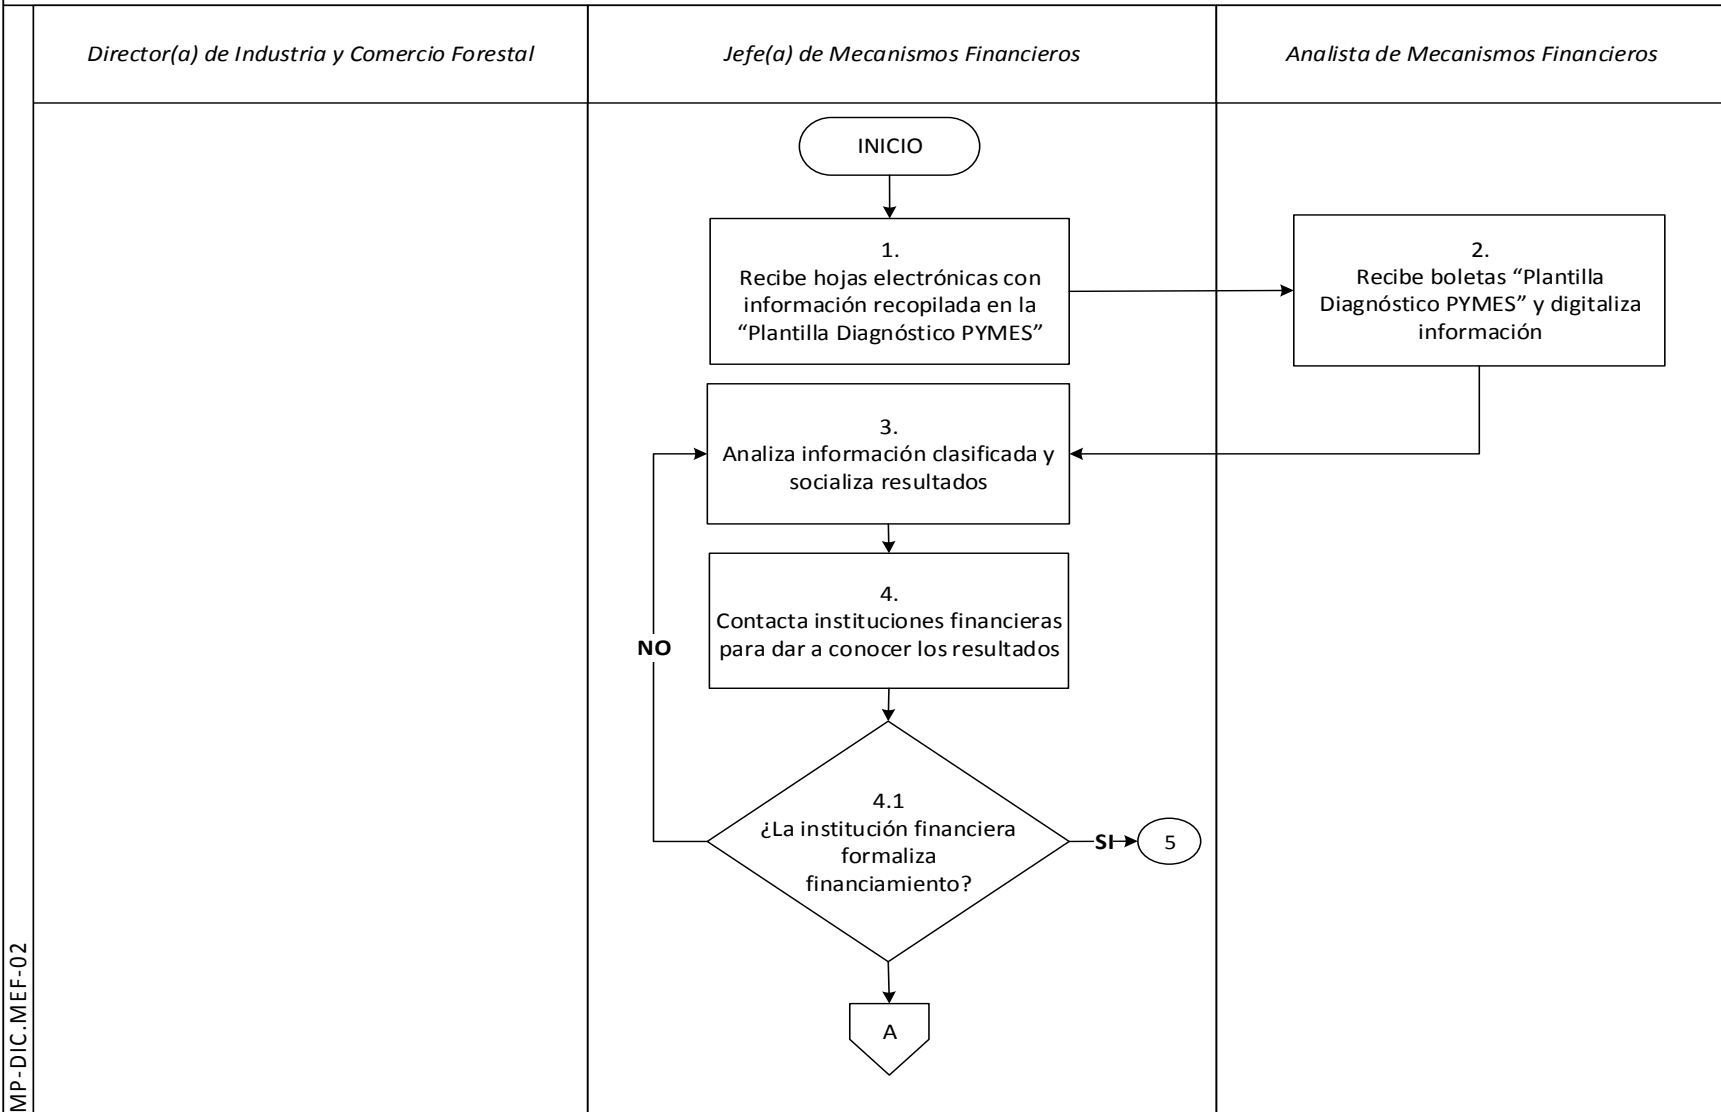 Director(a) de Industria y Comercio Forestal
Jefe(a) de Mecanismos Financieros
Analista de Mecanismos Financieros
INICIO
1.
Recibe hojas electrónicas con
información recopilada en la
“Plantilla Diagnóstico PYMES”
2.
Recibe boletas “Plantilla
Diagnóstico PYMES” y digitaliza
información
3.
Analiza información clasificada y
socializa resultados
4.
Contacta instituciones financieras
para dar a conocer los resultados
NO
4.1
¿La institución financiera
formaliza
financiamiento?
SI
5
A
MP-DIC.MEF-02